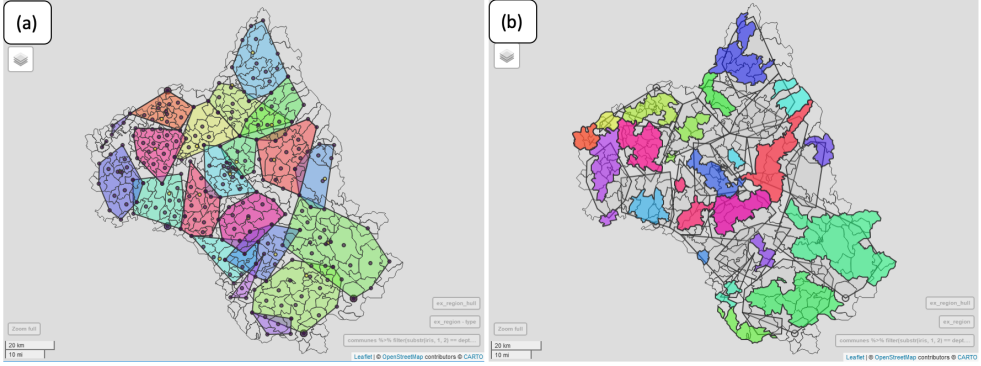 (a)
ex_region_hull
ex_region - type
Zoom full
communes %>% filter(substr(iris, 1, 2) == dept...
20 km
10 mi
Leaflet | © OpenStreetMap contributors © CARTO
(b)
ex_region_hull
ex_region
Zoom full
communes %>% filter(substr(iris, 1, 2) == dept...
20 km
10 mi
Leaflet | © OpenStreetMap contributors © CARTO